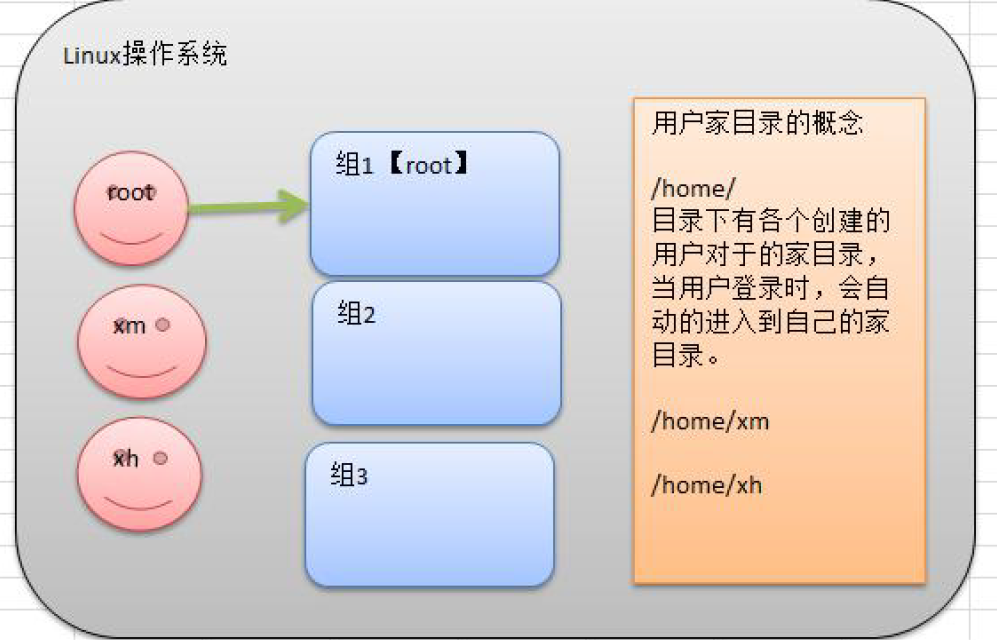 Linux操作系统
root
xm
xh
组1【root】
组2
组3
用户家目录的概念
/home/
目录下有各个创建的
用户对于的家目录，
当用户登录时，会自
动的进入到自己的家
目录。
/home/xm
/home/xh